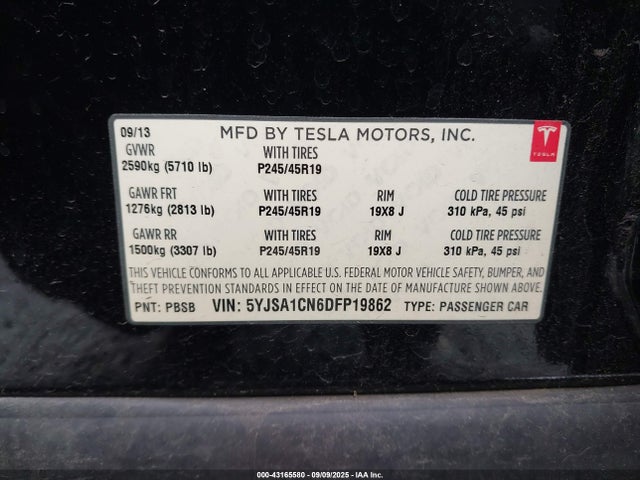 09/13 MFD BY TESLA MOTORS, INC.
TESLA
GVWR WITH TIRES
2590kg (5710 lb) P245/45R19
GAWR FRT WITH TIRES RIM COLD TIRE PRESSURE
1276kg (2813 lb) P245/45R19 19X8 J 310 kPa, 45 psi
GAWR RR WITH TIRES RIM COLD TIRE PRESSURE
1500kg (3307 lb) P245/45R19 19X8 J 310 kPa, 45 psi
THIS VEHICLE CONFORMS TO ALL APPLICABLE U.S. FEDERAL MOTOR VEHICLE SAFETY, BUMPER, AND
THEFT PREVENTION STANDARDS IN EFFECT ON THE DATE OF MANUFACTURE SHOWN ABOVE.
PNT: PBSB VIN: 5YJSA1CN6DFP19862 TYPE: PASSENGER CAR
000-43165580 - 09/09/2025 - IAA Inc.